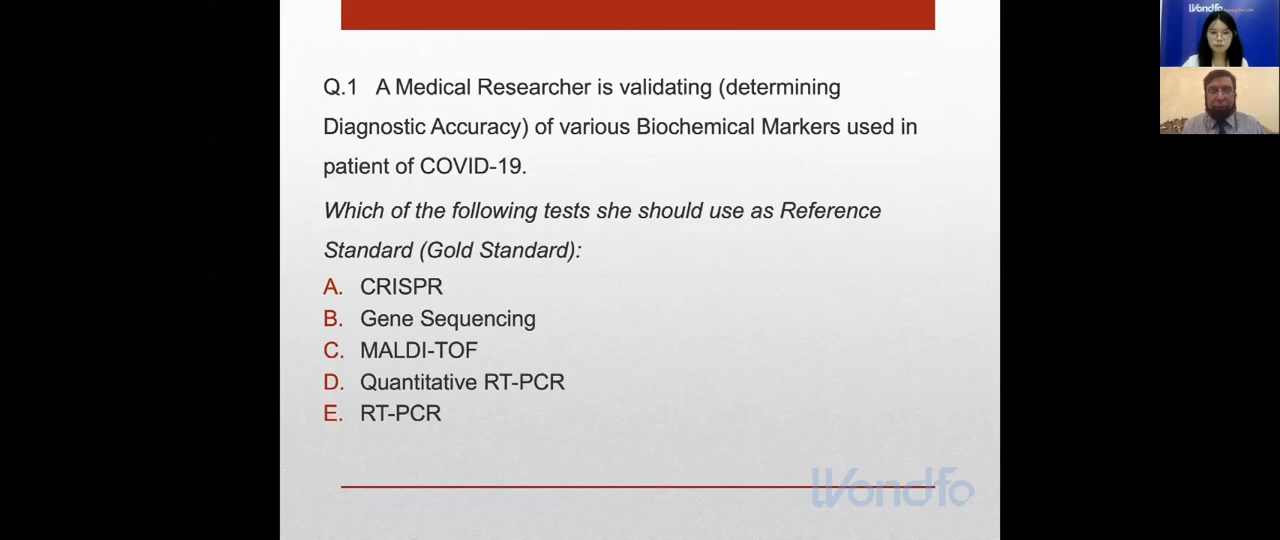 Q.1 A Medical Researcher is validating (determining
Diagnostic Accuracy) of various Biochemical Markers used in
patient of COVID-19.
Which of the following tests she should use as Reference
Standard (Gold Standard):
A. CRISPR
B. Gene Sequencing
C. MALDI-TOF
D. Quantitative RT-PCR
E. RT-PCR
Wondfo
Wondfo